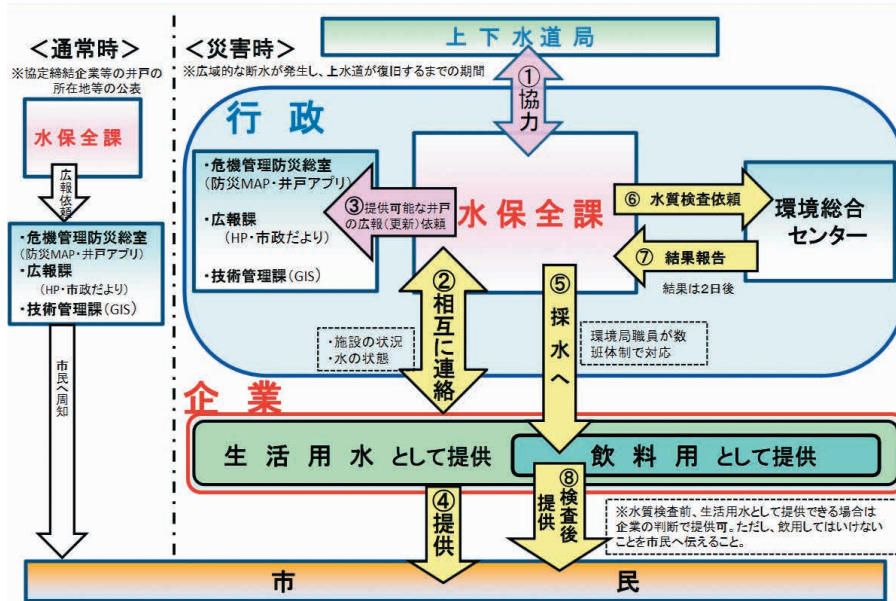 ＜通常時＞
※協定締結企業等の井戸の
所在地等の公表
水保全課
広報依頼
・危機管理防災総室
(防災MAP・井戸アプリ)
・広報課
(HP・市政だより)
・技術管理課(GIS)
市民へ周知
＜災害時＞
※広域的な断水が発生し、上水道が復旧するまでの期間
上下水道局
①協力
行政
・危機管理防災総室
(防災MAP・井戸アプリ)
・広報課
(HP・市政だより)
・技術管理課(GIS)
③提供可能な井戸
の広報(更新)依頼
水保全課
⑥ 水質検査依頼
⑦ 結果報告
結果は2日後
環境総合
センター
②相互に連絡
・施設の状況
・水の状態
⑤採水へ
環境局職員が数
班体制で対応
企業
生活用水として提供
飲料用として提供
④提供
⑧検査後
提供
※水質検査前、生活用水として提供できる場合は
企業の判断で提供可。ただし、飲用してはいけない
ことを市民へ伝えること。
市民